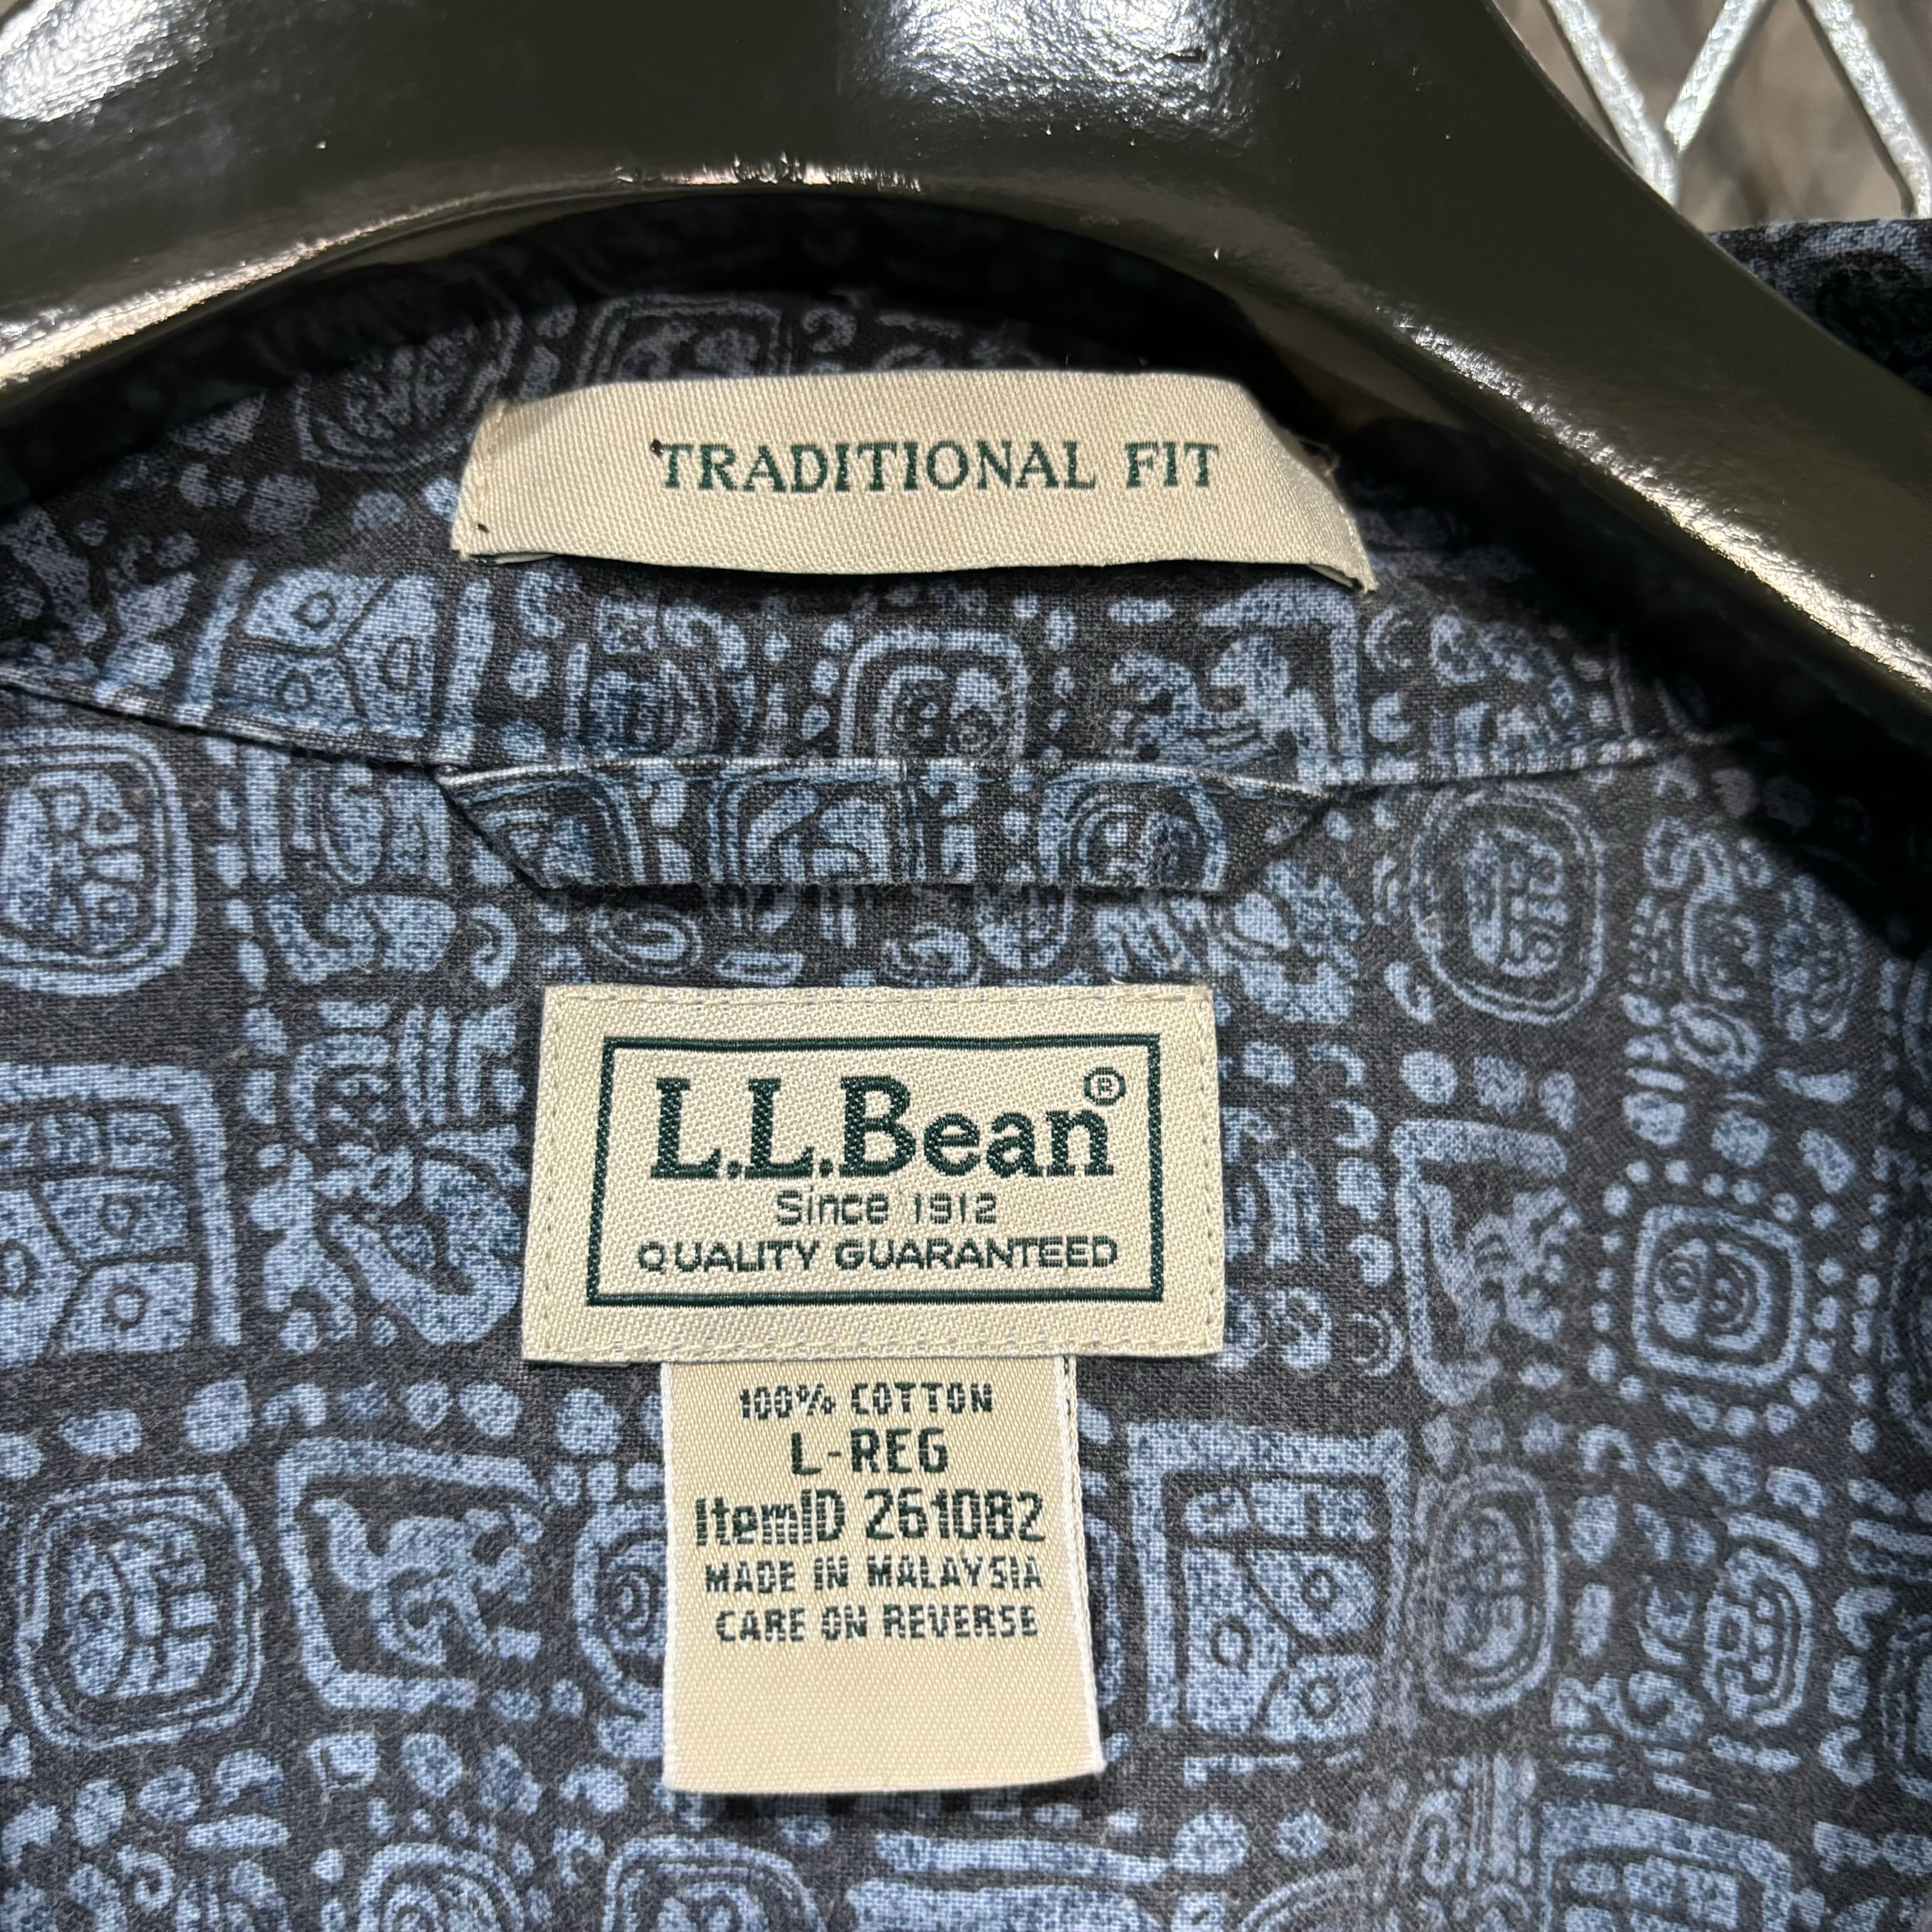 TRADITIONAL FIT
L.L.Bean®
Since 1912
QUALITY GUARANTEED
100% COTTON
L-REG
ItemID 261082
MADE IN MALAYSIA
CARE ON REVERSE